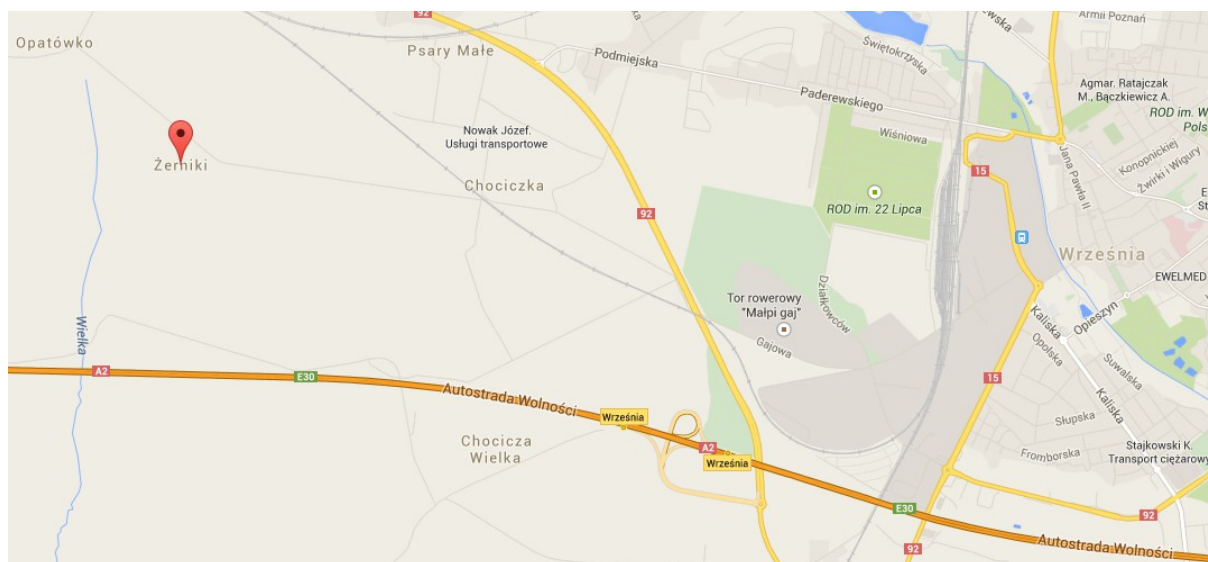 92
Opatówko
Psary Małe
Podmiejska
Świętokrzyska
Armii Poznań
Agmar. Ratajczak
M., Bączkiewicz A.
ROD im. W
Pols
Paderewskiego
Wiśniowa
Nowak Józef.
Usługi transportowe
Żerniki
Chociczka
92
ROD im. 22 Lipca
15
Jana Pawła II
Konopnickiej
Żwirki i Wigury
E
St
Września
EWELMED
Działkowców
Tor rowerowy
"Małpi gaj"
Gajowa
Kaliska
Opieszyn
Opolska
Suwalska
Wielka
A2
E30
Autostrada Wolności
Września
15
Kaliska
Słupska
Fromborska
Stajkowski K.
Transport ciężarowy
Chocicza
Wielka
A2
Września
E30
92
92
Autostrada Wolności